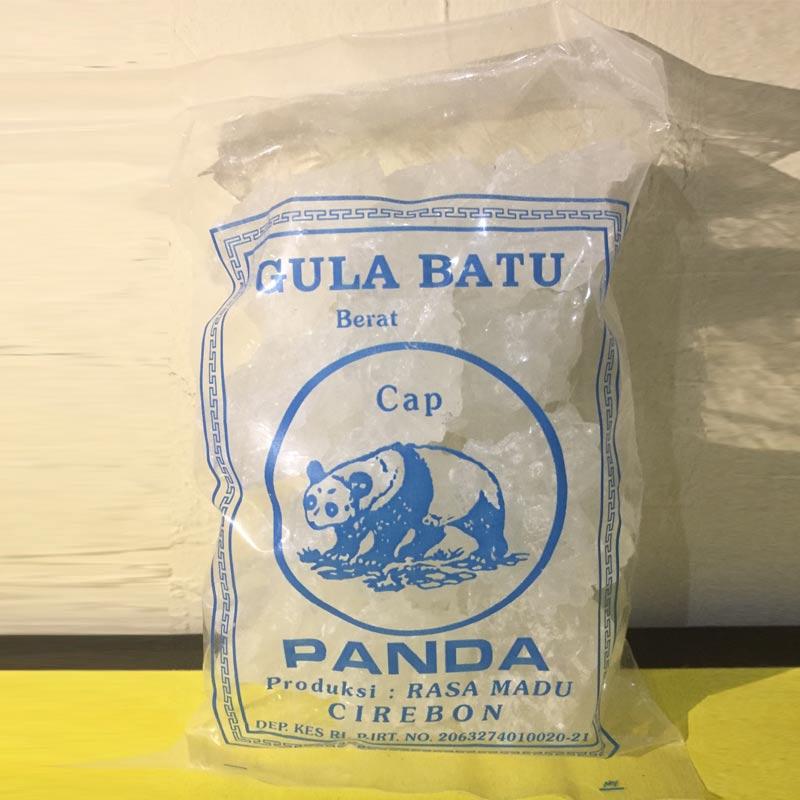 GULA BATU
Berat
Cap
PANDA
Produksi : RASA MADU
CIREBON
DEP. KES RI. P.IRT. NO. 2063274010020-21